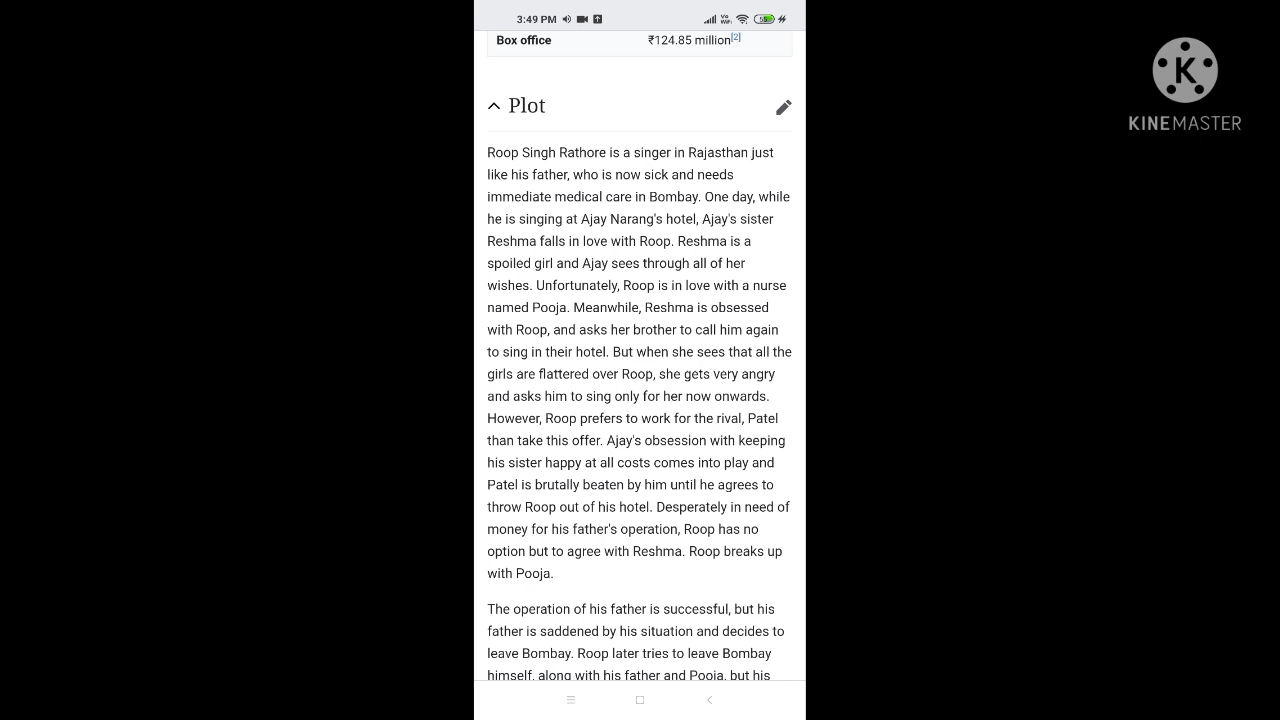 3:49 PM
Vo
WiFi
55
Box office ₹124.85 million[2]
KINEMASTER
Plot
Roop Singh Rathore is a singer in Rajasthan just
like his father, who is now sick and needs
immediate medical care in Bombay. One day, while
he is singing at Ajay Narang's hotel, Ajay's sister
Reshma falls in love with Roop. Reshma is a
spoiled girl and Ajay sees through all of her
wishes. Unfortunately, Roop is in love with a nurse
named Pooja. Meanwhile, Reshma is obsessed
with Roop, and asks her brother to call him again
to sing in their hotel. But when she sees that all the
girls are flattered over Roop, she gets very angry
and asks him to sing only for her now onwards.
However, Roop prefers to work for the rival, Patel
than take this offer. Ajay's obsession with keeping
his sister happy at all costs comes into play and
Patel is brutally beaten by him until he agrees to
throw Roop out of his hotel. Desperately in need of
money for his father's operation, Roop has no
option but to agree with Reshma. Roop breaks up
with Pooja.
The operation of his father is successful, but his
father is saddened by his situation and decides to
leave Bombay. Roop later tries to leave Bombay
himself, along with his father and Pooja, but his